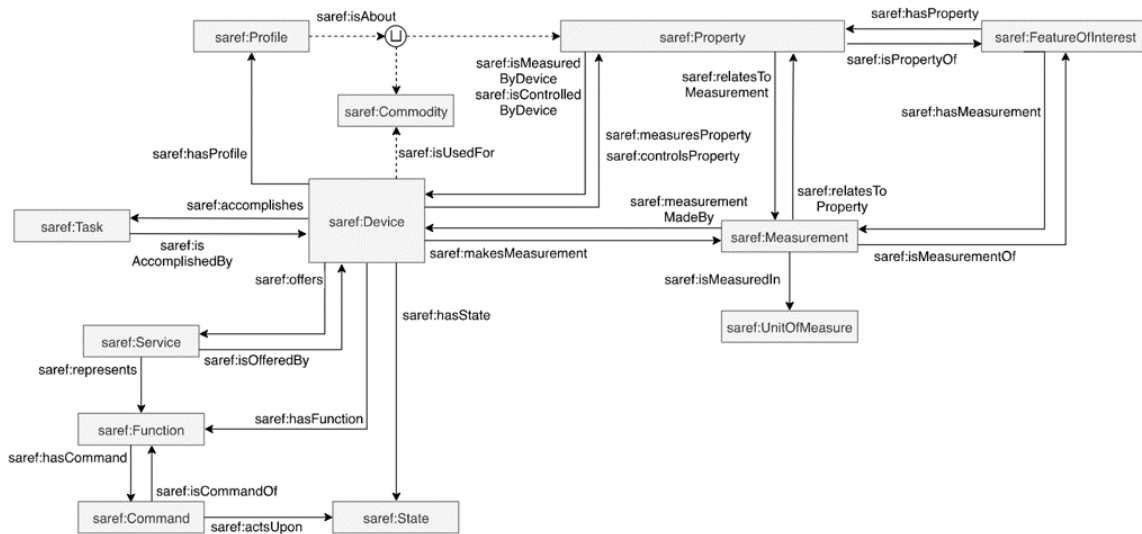 saref:isAbout
saref:hasProperty
saref:Profile
⊔
saref:Property
saref:FeatureOfInterest
saref:isPropertyOf
saref:isMeasured
ByDevice
saref:isControlled
ByDevice
saref:relatesTo
Measurement
saref:Commodity
saref:hasMeasurement
saref:measuresProperty
saref:controlsProperty
saref:hasProfile
saref:isUsedFor
saref:relatesTo
Property
saref:accomplishes
saref:measurement
MadeBy
saref:Task
saref:Device
saref:Measurement
saref:is
AccomplishedBy
saref:makesMeasurement
saref:isMeasurementOf
saref:offers
saref:isMeasuredIn
saref:hasState
saref:UnitOfMeasure
saref:Service
saref:isOfferedBy
saref:represents
saref:hasFunction
saref:Function
saref:hasCommand
saref:isCommandOf
saref:Command
saref:State
saref:actsUpon